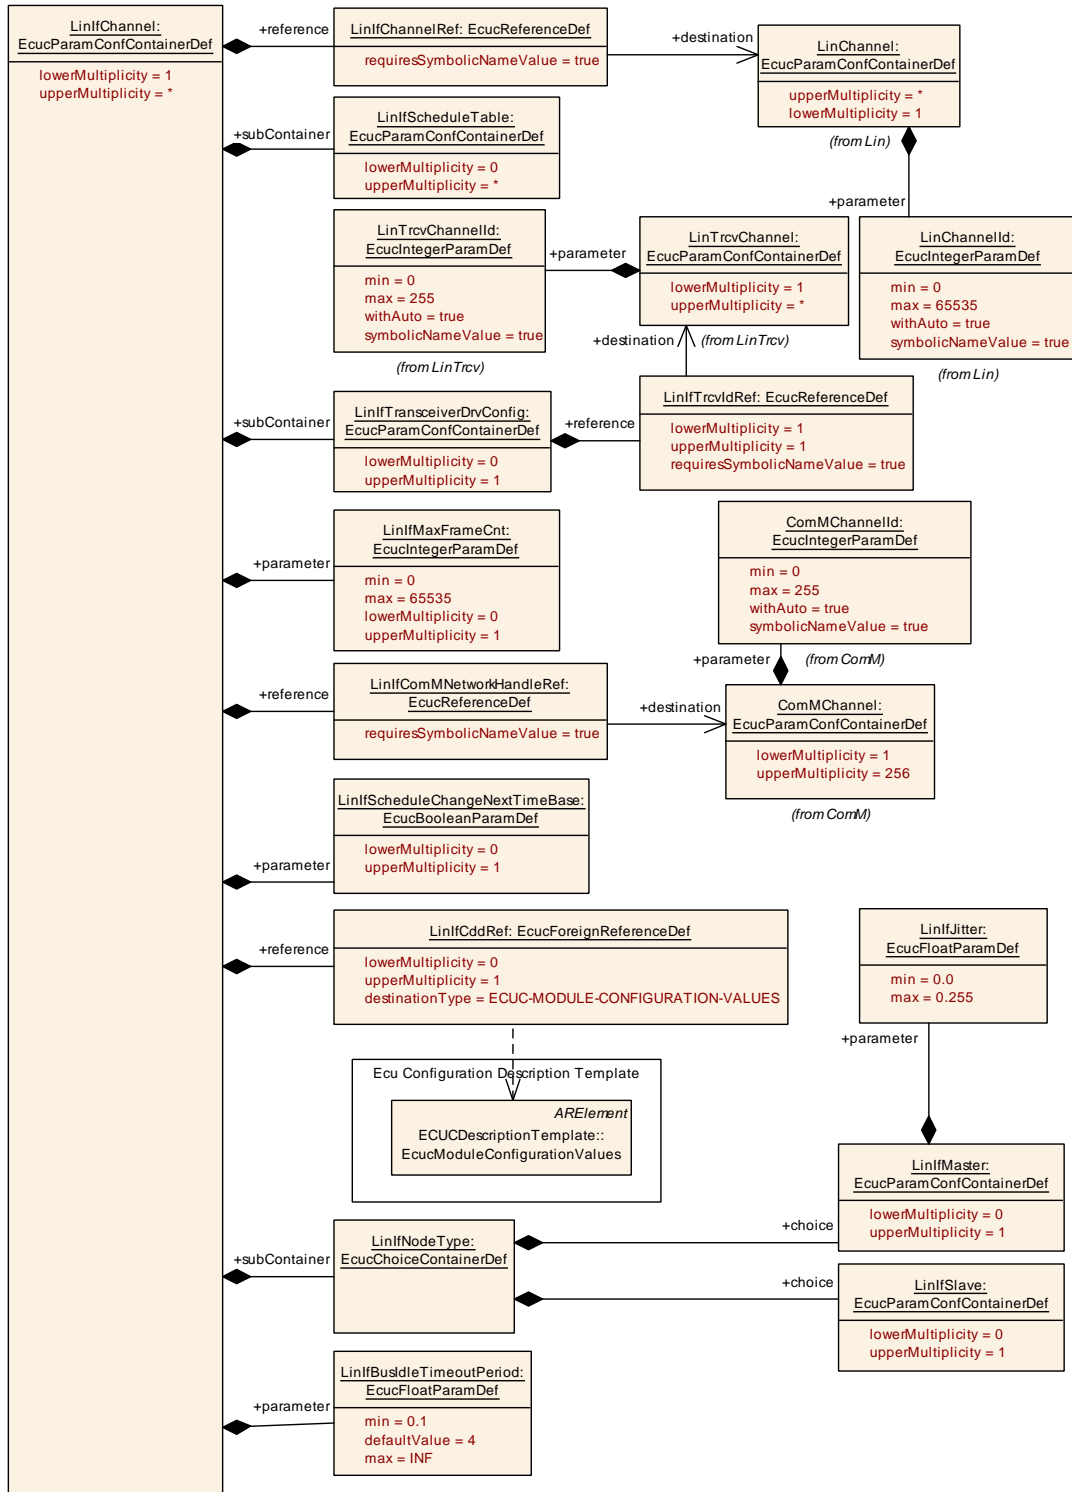 LinIfChannel:
EcucParamConfContainerDef
lowerMultiplicity = 1
upperMultiplicity = *
+reference
LinIfChannelRef: EcucReferenceDef
requiresSymbolicNameValue = true
+destination
LinChannel:
EcucParamConfContainerDef
upperMultiplicity = *
lowerMultiplicity = 1
(from Lin)
+subContainer
LinIfScheduleTable:
EcucParamConfContainerDef
lowerMultiplicity = 0
upperMultiplicity = *
+parameter
LinTrcvChannelId:
EcucIntegerParamDef
min = 0
max = 255
withAuto = true
symbolicNameValue = true
(from LinTrcv)
+parameter
LinTrcvChannel:
EcucParamConfContainerDef
lowerMultiplicity = 1
upperMultiplicity = *
(from LinTrcv)
+destination
LinChannelId:
EcucIntegerParamDef
min = 0
max = 65535
withAuto = true
symbolicNameValue = true
(from Lin)
+subContainer
LinIfTransceiverDrvConfig:
EcucParamConfContainerDef
lowerMultiplicity = 0
upperMultiplicity = 1
+reference
LinIfTrcvIdRef: EcucReferenceDef
lowerMultiplicity = 1
upperMultiplicity = 1
requiresSymbolicNameValue = true
+parameter
LinIfMaxFrameCnt:
EcucIntegerParamDef
min = 0
max = 65535
lowerMultiplicity = 0
upperMultiplicity = 1
ComMChannelId:
EcucIntegerParamDef
min = 0
max = 255
withAuto = true
symbolicNameValue = true
(from ComM)
+parameter
+reference
LinIfComMNetworkHandleRef:
EcucReferenceDef
requiresSymbolicNameValue = true
+destination
ComMChannel:
EcucParamConfContainerDef
lowerMultiplicity = 1
upperMultiplicity = 256
(from ComM)
+parameter
LinIfScheduleChangeNextTimeBase:
EcucBooleanParamDef
lowerMultiplicity = 0
upperMultiplicity = 1
+reference
LinIfCddRef: EcucForeignReferenceDef
lowerMultiplicity = 0
upperMultiplicity = 1
destinationType = ECUC-MODULE-CONFIGURATION-VALUES
LinIfJitter:
EcucFloatParamDef
min = 0.0
max = 0.255
+parameter
Ecu Configuration Description Template
ARElement
ECUCDescriptionTemplate::
EcucModuleConfigurationValues
LinIfMaster:
EcucParamConfContainerDef
lowerMultiplicity = 0
upperMultiplicity = 1
+subContainer
LinIfNodeType:
EcucChoiceContainerDef
+choice
+choice
LinIfSlave:
EcucParamConfContainerDef
lowerMultiplicity = 0
upperMultiplicity = 1
+parameter
LinIfBusIdleTimeoutPeriod:
EcucFloatParamDef
min = 0.1
defaultValue = 4
max = INF